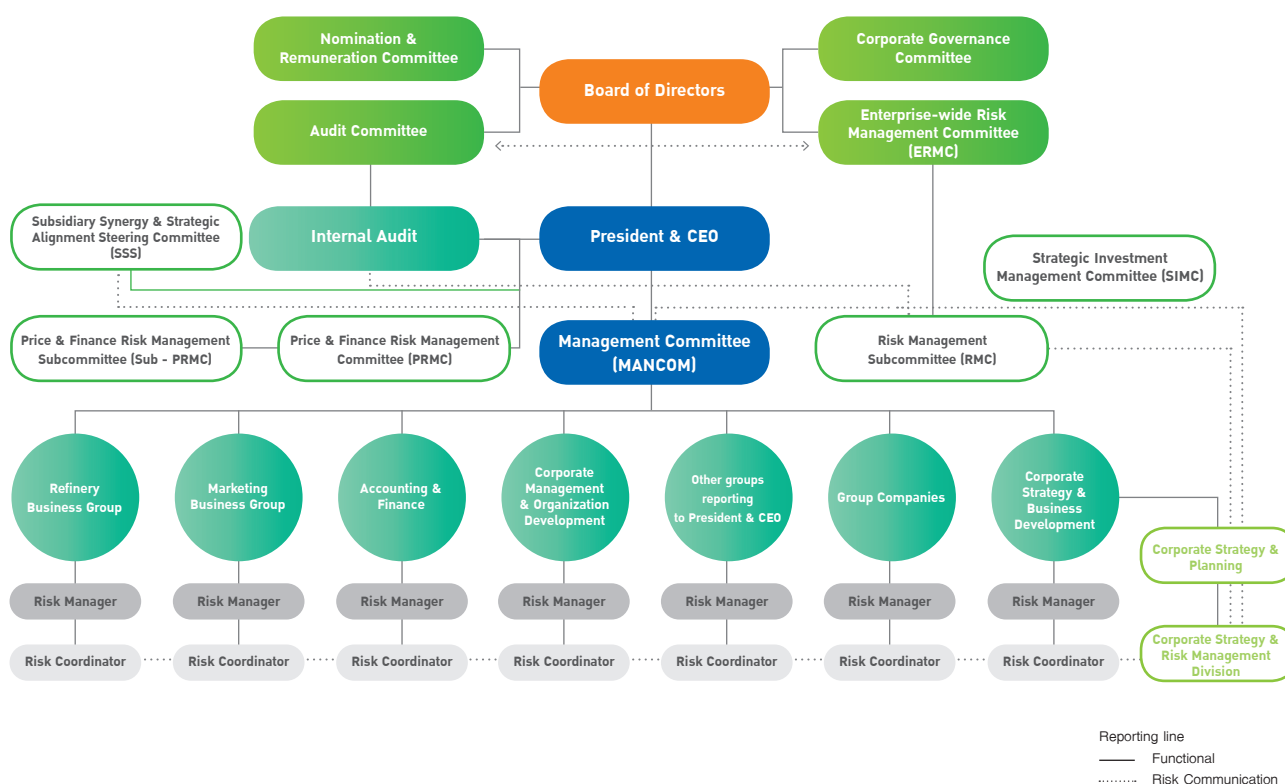 Nomination &
Remuneration Committee
Corporate Governance
Committee
Board of Directors
Audit Committee
Enterprise-wide Risk
Management Committee
(ERMC)
Subsidiary Synergy & Strategic
Alignment Steering Committee
(SSS)
Internal Audit
President & CEO
Strategic Investment
Management Committee (SIMC)
Price & Finance Risk Management
Subcommittee (Sub - PRMC)
Price & Finance Risk Management
Committee (PRMC)
Management Committee
(MANCOM)
Risk Management
Subcommittee (RMC)
Refinery
Business Group
Marketing
Business Group
Accounting &
Finance
Corporate
Management
& Organization
Development
Other groups
reporting
to President & CEO
Group Companies
Corporate
Strategy &
Business
Development
Corporate Strategy &
Planning
Risk Manager
Risk Manager
Risk Manager
Risk Manager
Risk Manager
Risk Manager
Risk Manager
Risk Coordinator
Risk Coordinator
Risk Coordinator
Risk Coordinator
Risk Coordinator
Risk Coordinator
Risk Coordinator
Corporate Strategy &
Risk Management
Division
Reporting line
Functional
Risk Communication